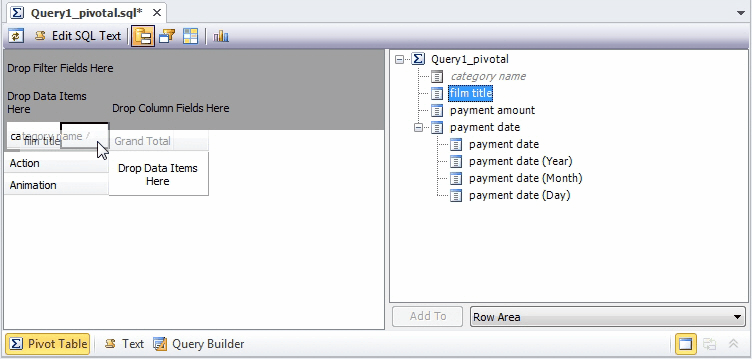 Query1_pivotal.sql*
Edit SQL Text
Drop Filter Fields Here
Drop Data Items
Here
Drop Column Fields Here
category name
film title
Grand Total
Action
Animation
Drop Data Items
Here
Query1_pivotal
category name
film title
payment amount
payment date
payment date
payment date (Year)
payment date (Month)
payment date (Day)
Add To
Row Area
Pivot Table
Text
Query Builder